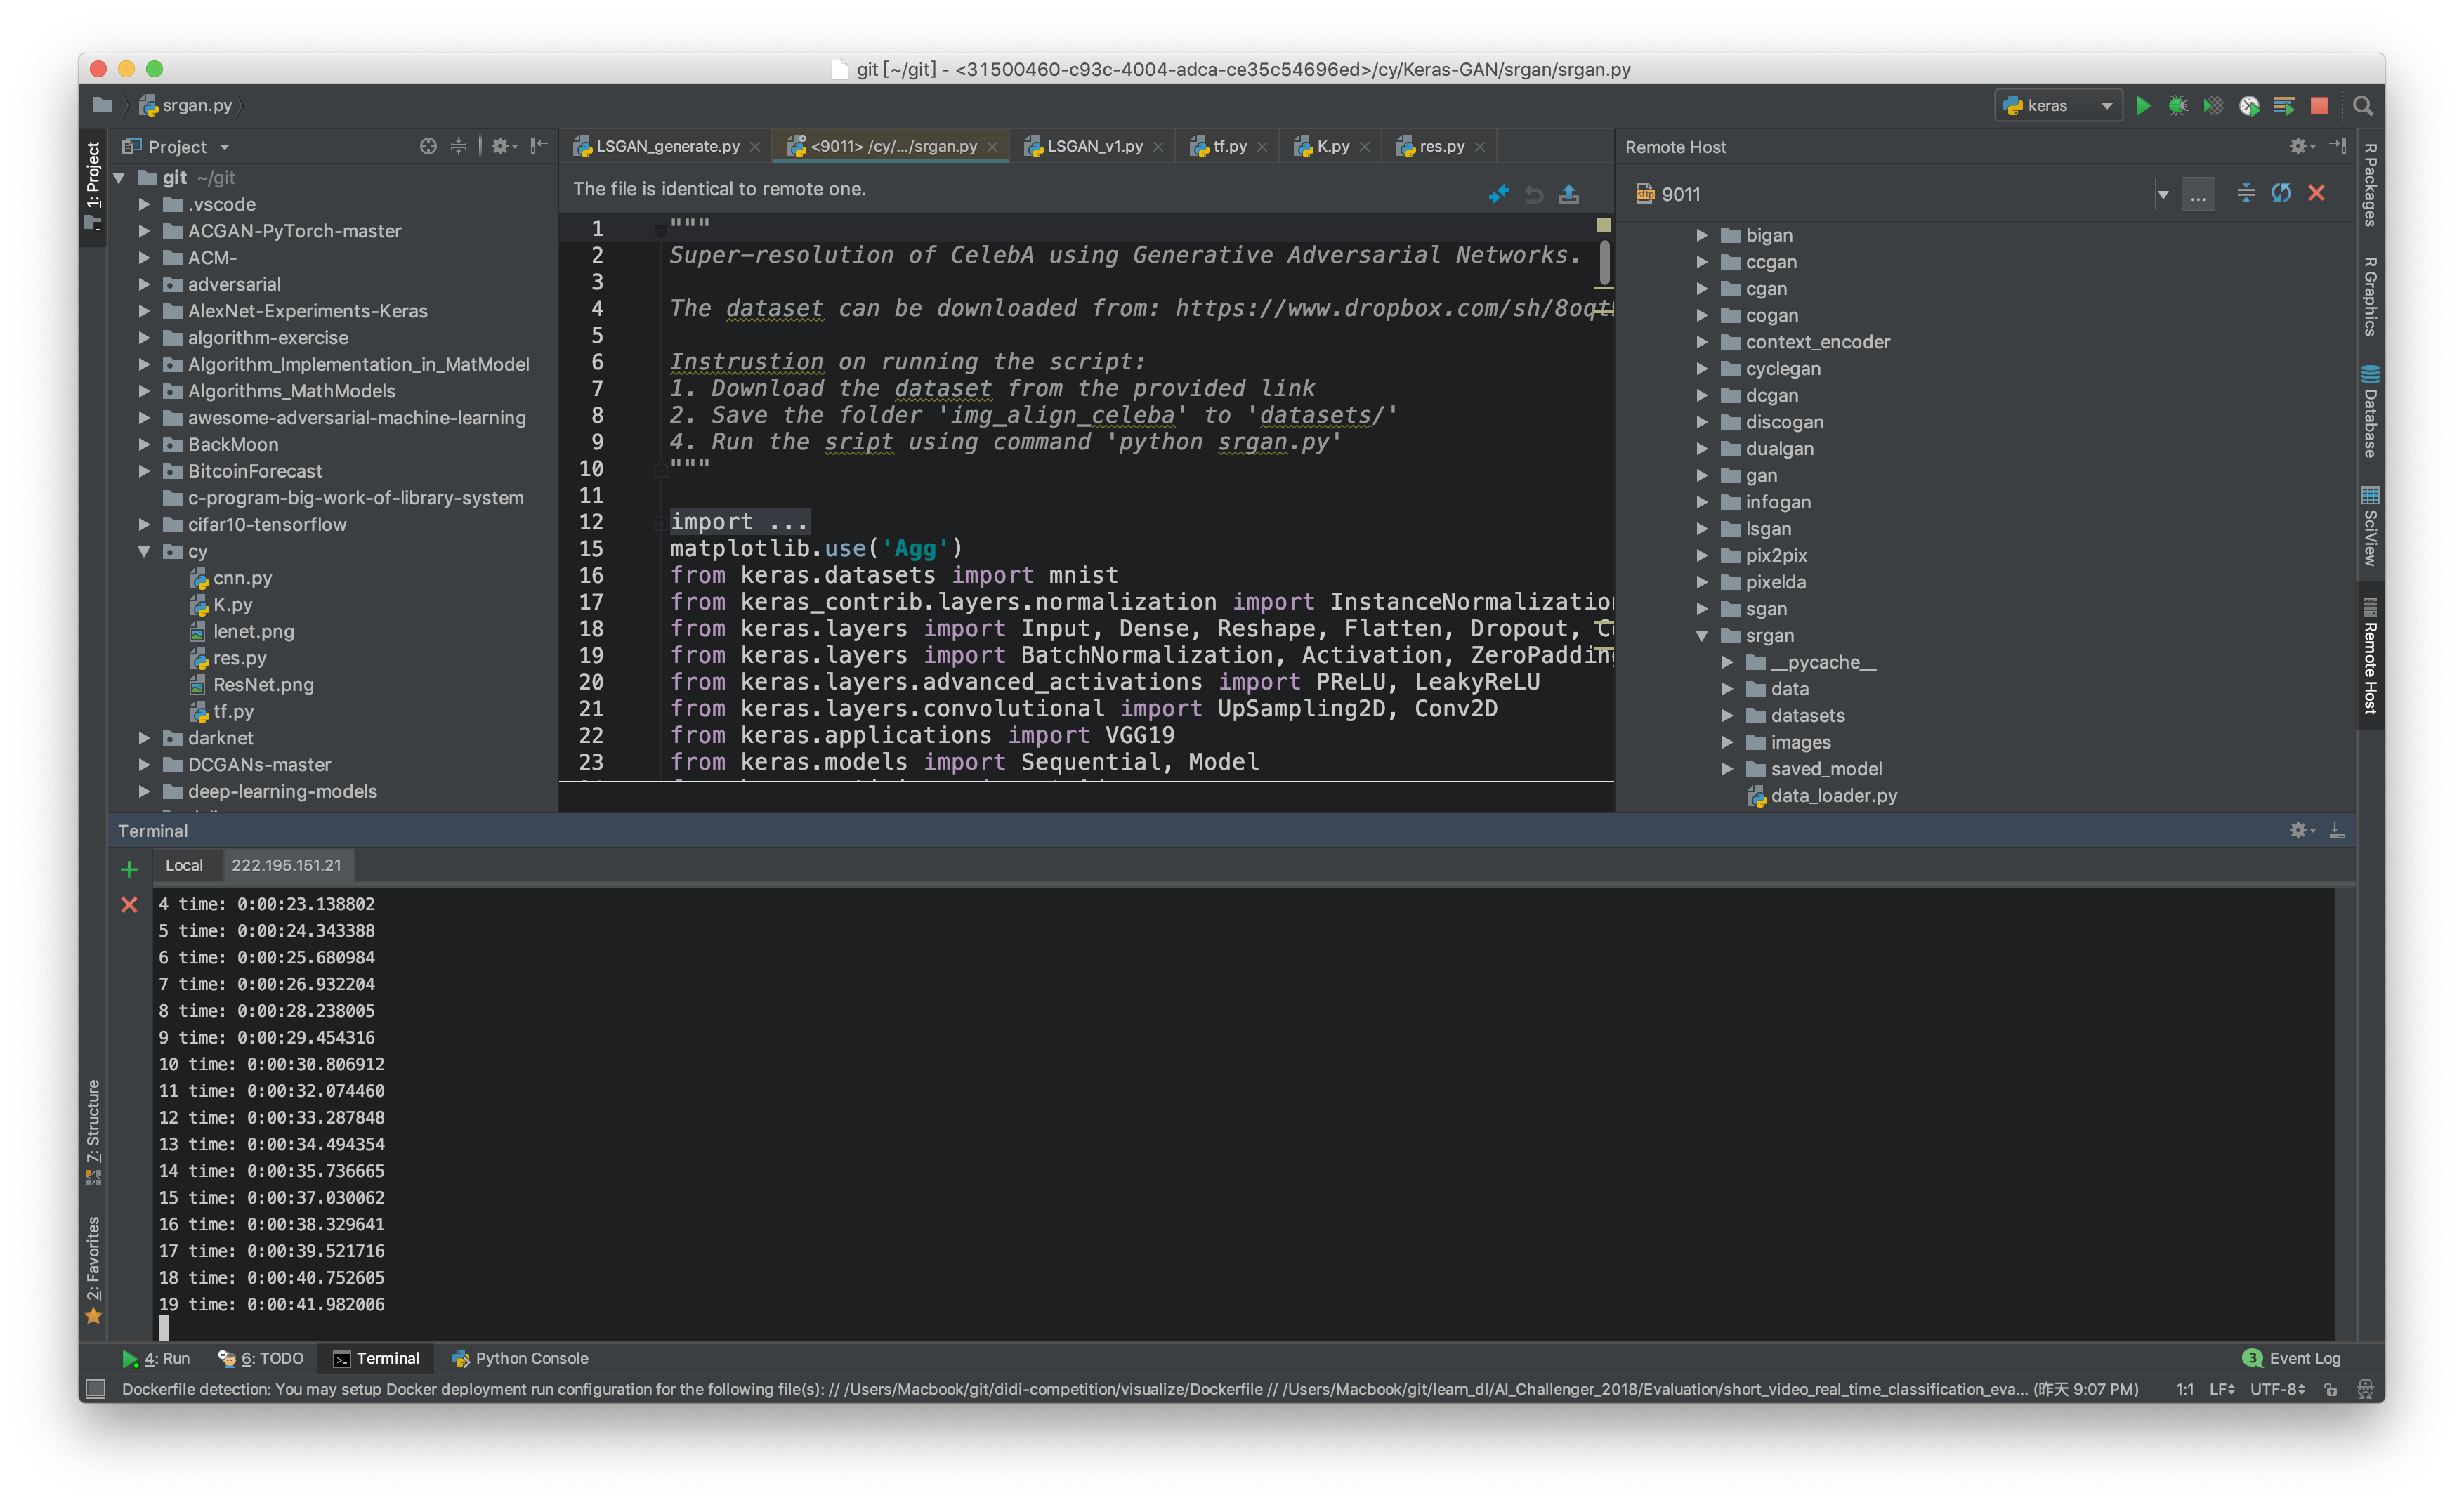 git [~/git] - <31500460-c93c-4004-adca-ce35c54696ed>/cy/Keras-GAN/srgan/srgan.py
srgan.py
keras
1: Project
Project
git ~/git
.vscode
ACGAN-PyTorch-master
ACM-
adversarial
AlexNet-Experiments-Keras
algorithm-exercise
Algorithm_Implementation_in_MatModel
Algorithms_MathModels
awesome-adversarial-machine-learning
BackMoon
BitcoinForecast
c-program-big-work-of-library-system
cifar10-tensorflow
cy
cnn.py
K.py
lenet.png
res.py
ResNet.png
tf.py
darknet
DCGANs-master
deep-learning-models
LSGAN_generate.py
<9011> /cy/.../srgan.py
LSGAN_v1.py
tf.py
K.py
res.py
The file is identical to remote one.
1 """
2 Super-resolution of CelebA using Generative Adversarial Networks.
3
4 The dataset can be downloaded from: https://www.dropbox.com/sh/8oqt
5
6 Instrustion on running the script:
7 1. Download the dataset from the provided link
8 2. Save the folder 'img_align_celeba' to 'datasets/'
9 4. Run the sript using command 'python srgan.py'
10 """
11
12 import ...
15 matplotlib.use('Agg')
16 from keras.datasets import mnist
17 from keras_contrib.layers.normalization import InstanceNormalization
18 from keras.layers import Input, Dense, Reshape, Flatten, Dropout,
19 from keras.layers import BatchNormalization, Activation, ZeroPadding
20 from keras.layers.advanced_activations import PReLU, LeakyReLU
21 from keras.layers.convolutional import UpSampling2D, Conv2D
22 from keras.applications import VGG19
23 from keras.models import Sequential, Model
Remote Host
9011
...
bigan
ccgan
cgan
cogan
context_encoder
cyclegan
dcgan
discogan
dualgan
gan
infogan
lsgan
pix2pix
pixelda
sgan
srgan
__pycache__
data
datasets
images
saved_model
data_loader.py
R Packages
R Graphics
Database
SciView
Remote Host
Terminal
Local
222.195.151.21
4 time: 0:00:23.138802
5 time: 0:00:24.343388
6 time: 0:00:25.680984
7 time: 0:00:26.932204
8 time: 0:00:28.238005
9 time: 0:00:29.454316
10 time: 0:00:30.806912
11 time: 0:00:32.074460
12 time: 0:00:33.287848
13 time: 0:00:34.494354
14 time: 0:00:35.736665
15 time: 0:00:37.030062
16 time: 0:00:38.329641
17 time: 0:00:39.521716
18 time: 0:00:40.752605
19 time: 0:00:41.982006
7: Structure
2: Favorites
4: Run
6: TODO
Terminal
Python Console
3 Event Log
Dockerfile detection: You may setup Docker deployment run configuration for the following file(s): // /Users/Macbook/git/didi-competition/visualize/Dockerfile // /Users/Macbook/git/learn_dl/AI_Challenger_2018/Evaluation/short_video_real_time_classification_eva... (昨天 9:07 PM)
1:1
LF
UTF-8